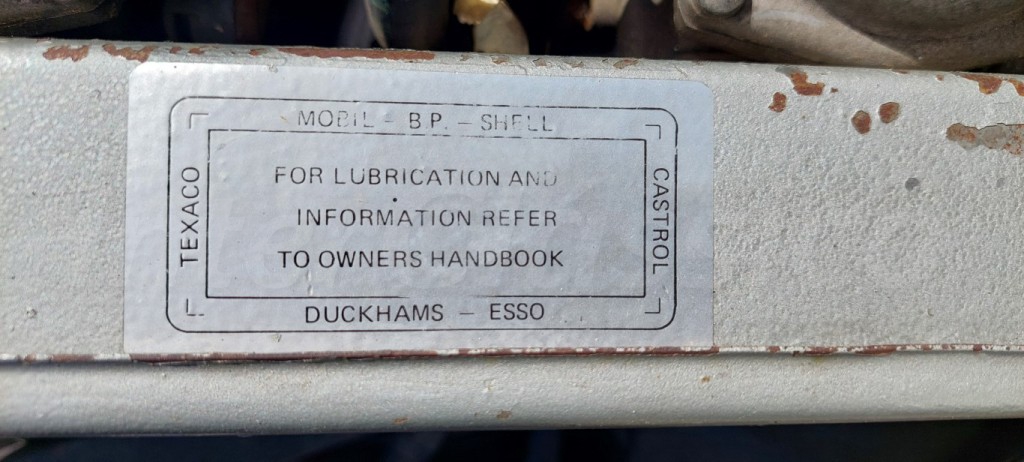 MOBIL - B.P. - SHELL
TEXACO
FOR LUBRICATION AND
INFORMATION REFER
TO OWNERS HANDBOOK
CASTROL
DUCKHAMS - ESSO